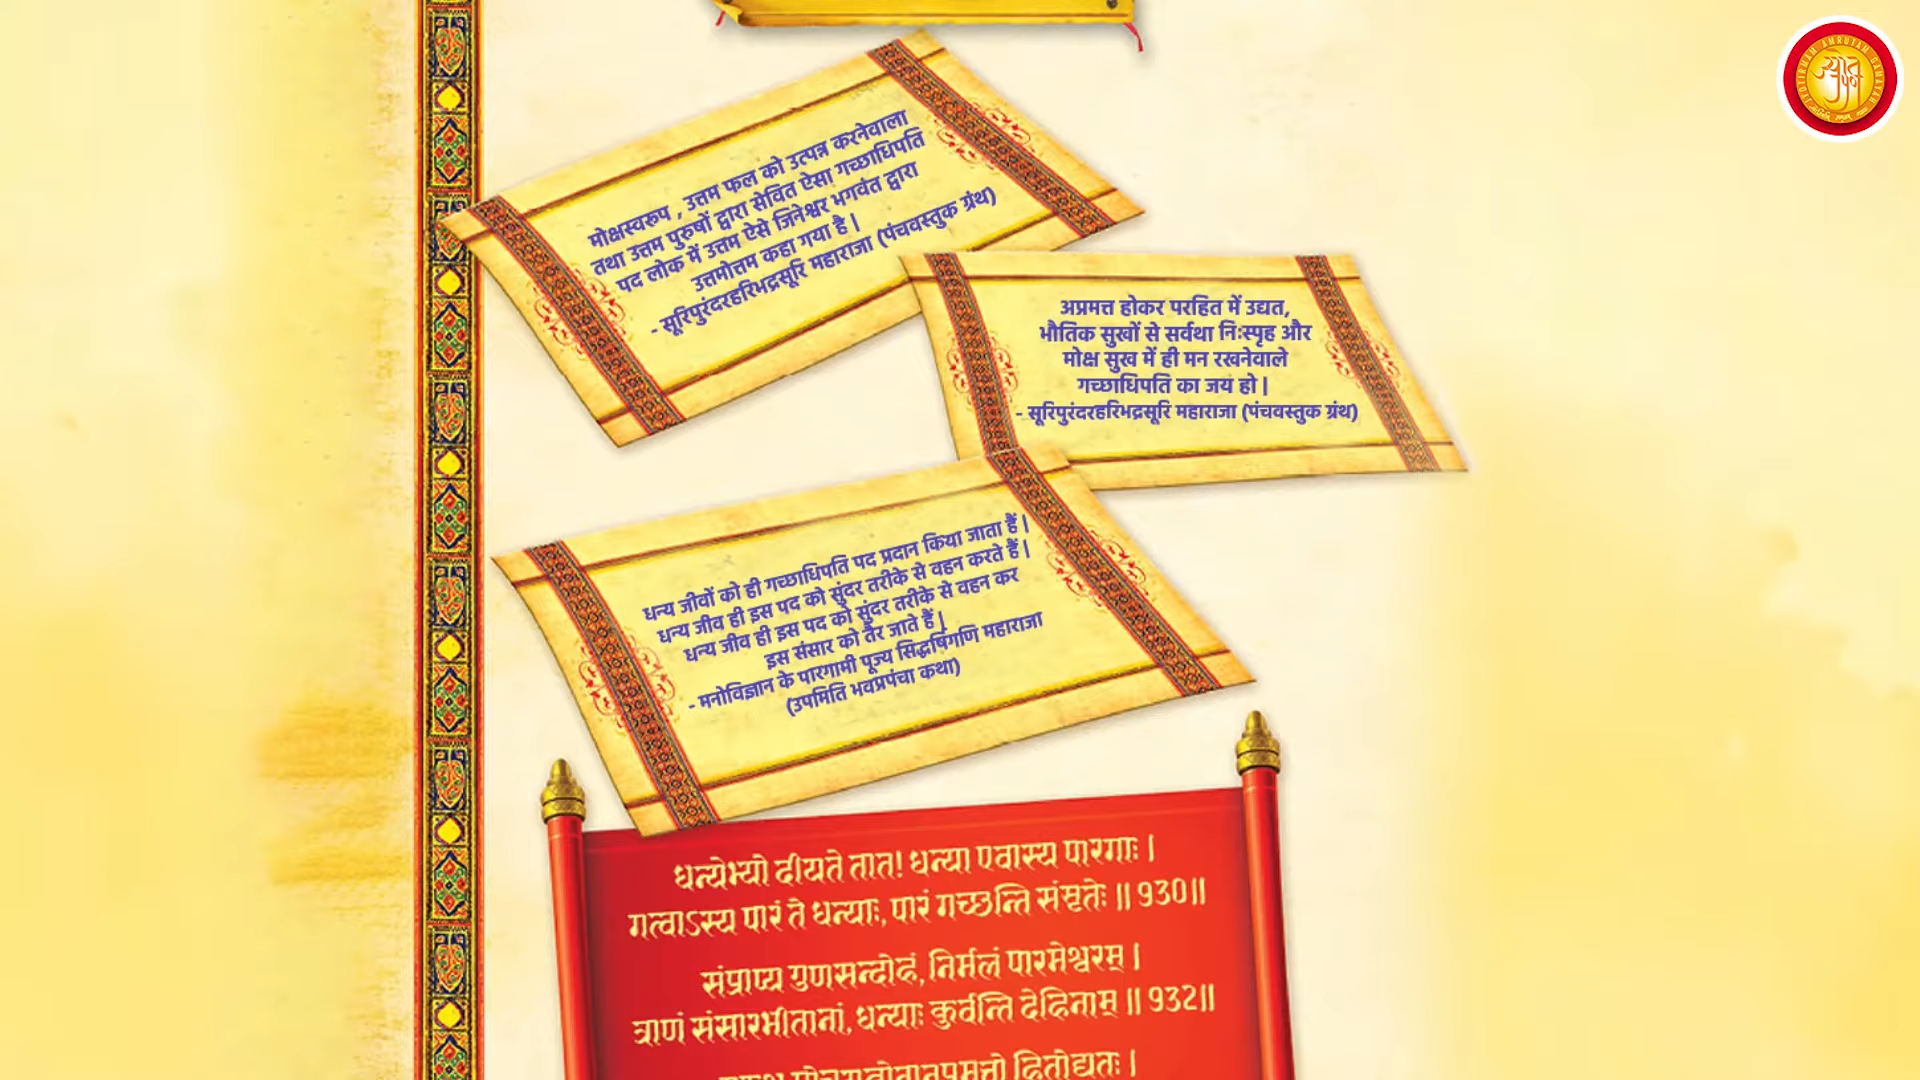 मोक्षस्वरूप , उत्तम फल को उत्पन्न करनेवाला
तथा उत्तम पुरुषों द्वारा सेवित ऐसा गच्छाधिपति
पद लोक में उत्तम ऐसे जिनेश्वर भगवंत द्वारा
उत्तमोत्तम कहा गया है |
- सूरिपुरंदरहरिभद्रसूरि महाराजा (पंचवस्तुक ग्रंथ)
अप्रमत्त होकर परहित में उद्यत,
भौतिक सुखों से सर्वथा निःस्पृह और
मोक्ष सुख में ही मन रखनेवाले
गच्छाधिपति का जय हो |
- सूरिपुरंदरहरिभद्रसूरि महाराजा (पंचवस्तुक ग्रंथ)
धन्य जीवों को ही गच्छाधिपति पद प्रदान किया जाता हैं |
धन्य जीव ही इस पद को सुंदर तरीके से वहन करते हैं |
धन्य जीव ही इस पद को सुंदर तरीके से वहन कर
इस संसार को तैर जाते हैं |
- मनोविज्ञान के पारगामी पूज्य सिद्धर्षिगणि महाराजा
(उपमिति भवप्रपंचा कथा)
धन्येभ्यो दीयते तात! धन्या एवास्य पारगाः |
गत्वाऽस्य पारं ते धन्याः, पारं गच्छन्ति संसृतेः || 930||
संप्राप्य गुणसन्दोहं, निर्मलं पारमेश्वरम् |
त्राणं संसारभीतानां, धन्याः कुर्वन्ति देहिनाम् || 932||